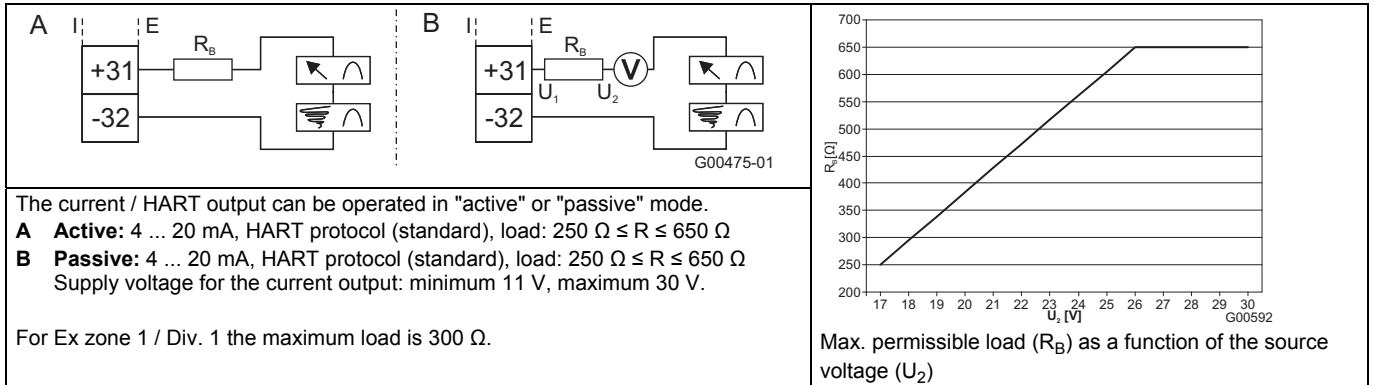 A I E
R_B
+31
-32
B I E
R_B
+31 V
U₁ U₂
-32
G00475-01
The current / HART output can be operated in "active" or "passive" mode.
A Active: 4 ... 20 mA, HART protocol (standard), load: 250 Ω ≤ R ≤ 650 Ω
B Passive: 4 ... 20 mA, HART protocol (standard), load: 250 Ω ≤ R ≤ 650 Ω
Supply voltage for the current output: minimum 11 V, maximum 30 V.
For Ex zone 1 / Div. 1 the maximum load is 300 Ω.
700
650
600
550
500
450
400
350
300
250
200
R_B[Ω]
17 18 19 20 21 22 23 24 25 26 27 28 29 30
U₂ [V]
G00592
Max. permissible load (R_B) as a function of the source
voltage (U₂)